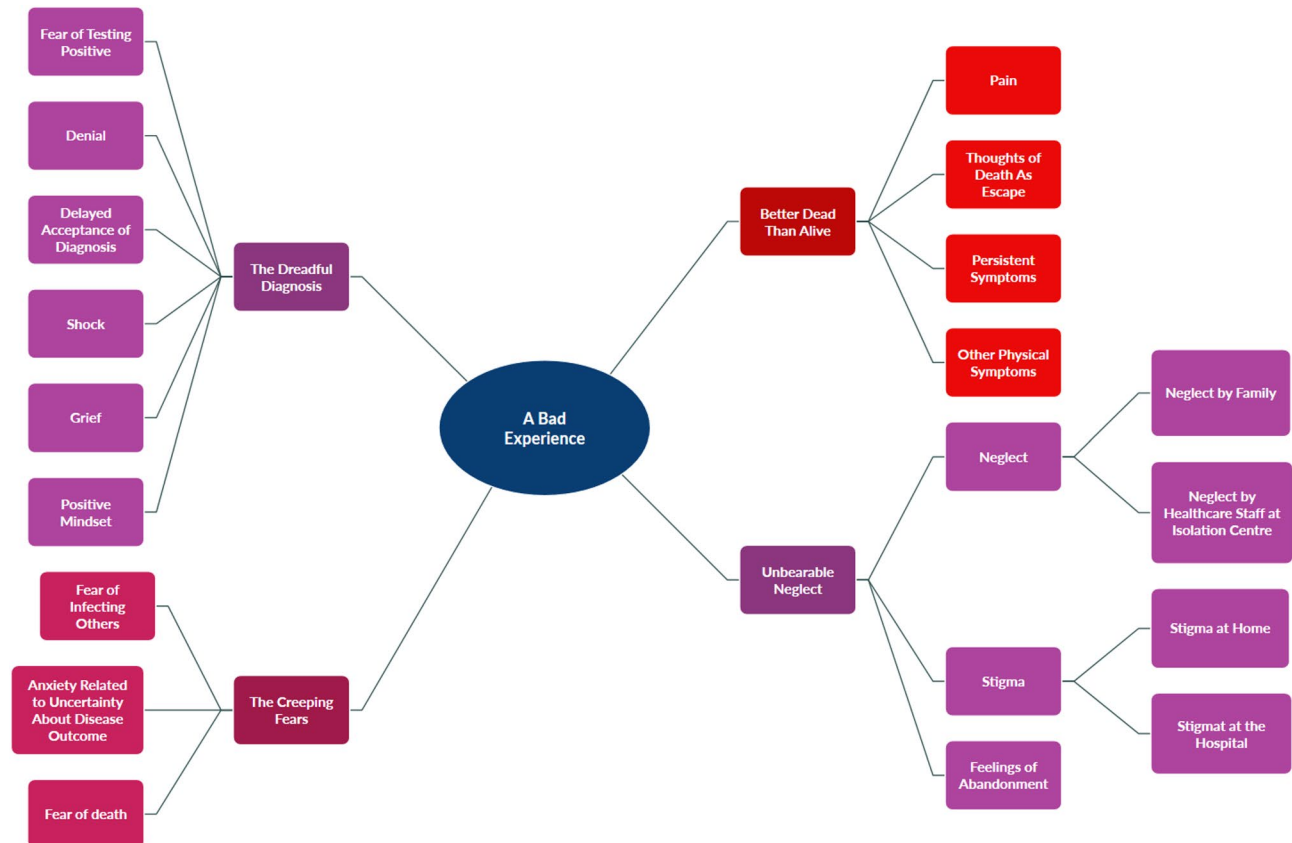 Fear of Testing
Positive
Denial
Delayed
Acceptance of
Diagnosis
Shock
Grief
Positive
Mindset
The Dreadful
Diagnosis
Fear of
Infecting
Others
Anxiety Related
to Uncertainty
About Disease
Outcome
Fear of death
The Creeping
Fears
A Bad
Experience
Better Dead
Than Alive
Pain
Thoughts of
Death As
Escape
Persistent
Symptoms
Other Physical
Symptoms
Unbearable
Neglect
Neglect
Neglect by Family
Neglect by
Healthcare Staff at
Isolation Centre
Stigma
Stigma at Home
Stigmat at the
Hospital
Feelings of
Abandonment